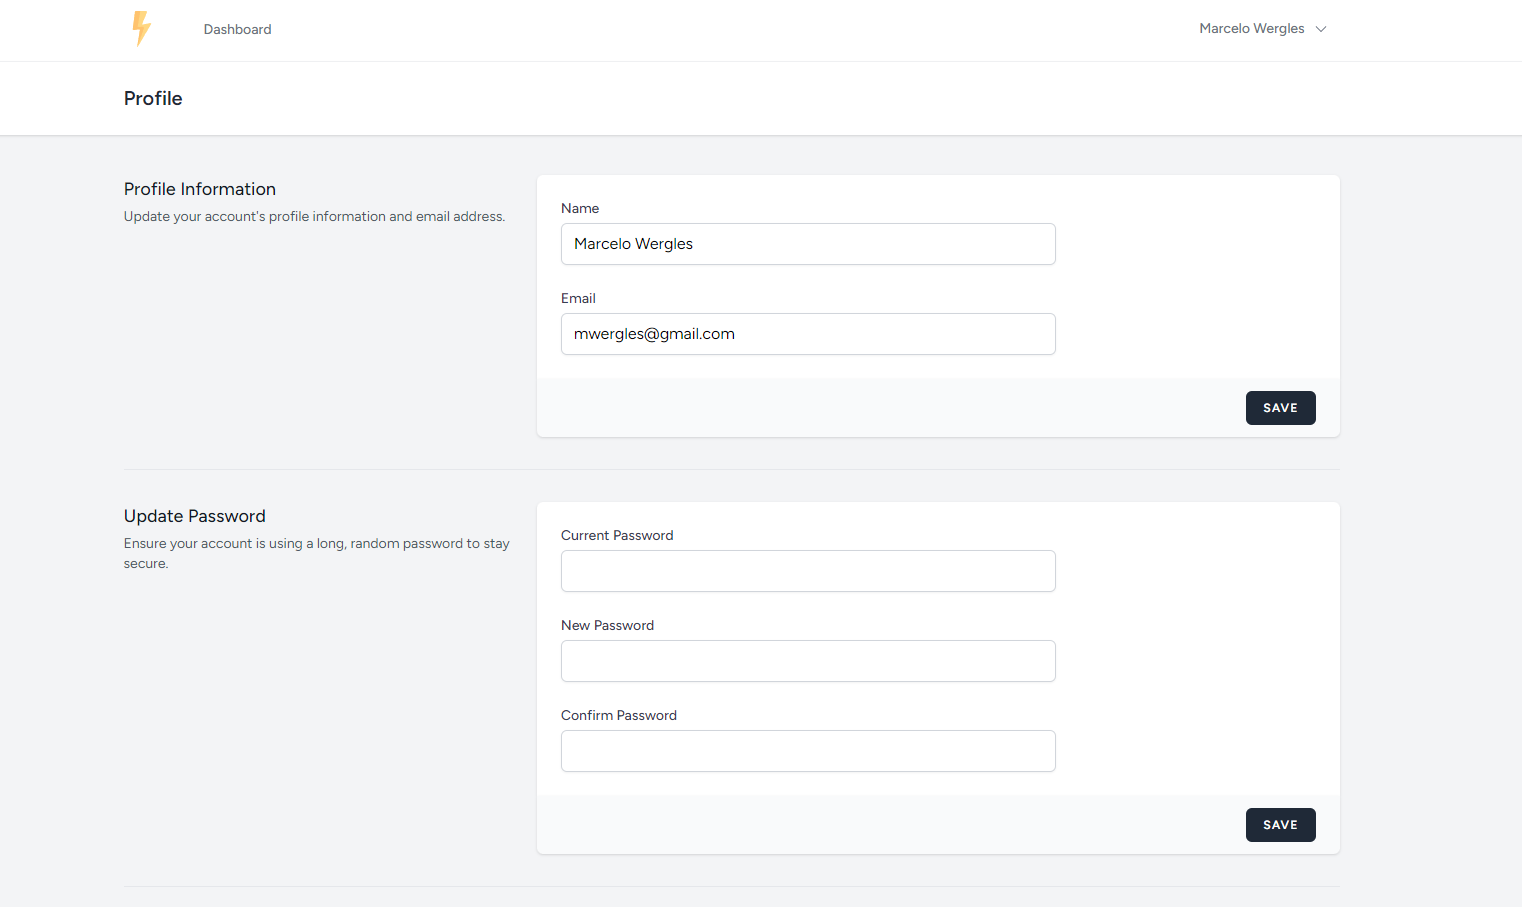 Dashboard
Marcelo Wergles
Profile
Profile Information
Update your account's profile information and email address.
Name
Marcelo Wergles
Email
mwergles@gmail.com
SAVE
Update Password
Ensure your account is using a long, random password to stay
secure.
Current Password
New Password
Confirm Password
SAVE